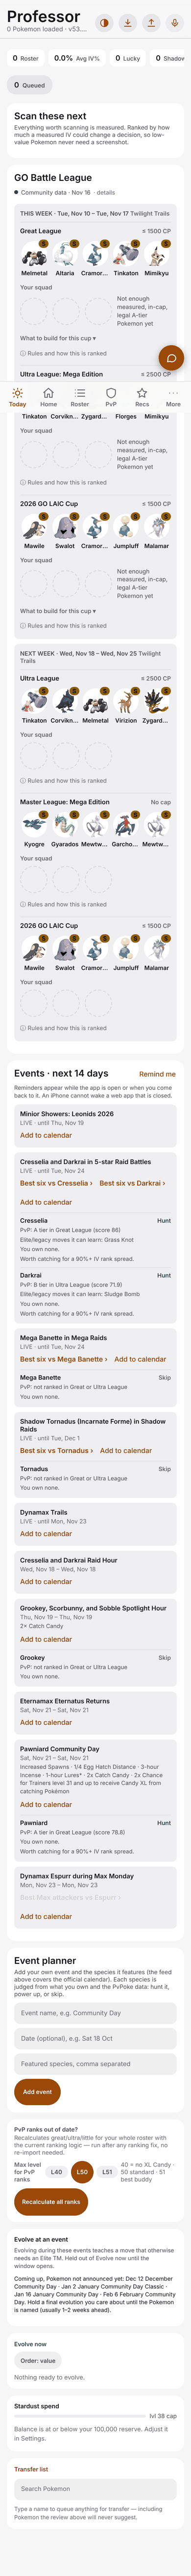 Professor
0 Pokemon loaded · v53....
0 Roster
0.0% Avg IV%
0 Lucky
0 Shadow
0 Queued
Scan these next
Everything worth scanning is measured. Ranked by how much a measured IV could change a decision, so low-value Pokemon never need a screenshot.
GO Battle League
Community data · Nov 16 · details
THIS WEEK · Tue, Nov 10 – Tue, Nov 17 Twilight Trails
Great League ≤ 1500 CP
S S S S S
Melmetal Altaria Cramor... Tinkaton Mimikyu
Your squad
Not enough measured, in-cap, legal A-tier Pokemon yet
What to build for this cup ▾
ⓘ Rules and how this is ranked
Ultra League: Mega Edition ≤ 2500 CP
Today Home Roster PvP Recs More
Tinkaton Corvikn... Zygard... Florges Mimikyu
Your squad
Not enough measured, in-cap, legal A-tier Pokemon yet
ⓘ Rules and how this is ranked
2026 GO LAIC Cup ≤ 1500 CP
S S S S S
Mawile Swalot Cramor... Jumpluff Malamar
Your squad
Not enough measured, in-cap, legal A-tier Pokemon yet
What to build for this cup ▾
ⓘ Rules and how this is ranked
NEXT WEEK · Wed, Nov 18 – Wed, Nov 25 Twilight Trails
Ultra League ≤ 2500 CP
S S S S S
Tinkaton Corvikn... Melmetal Virizion Zygard...
Your squad
ⓘ Rules and how this is ranked
Master League: Mega Edition No cap
S S S S S
Kyogre Gyarados Mewtw... Garcho... Mewtw...
Your squad
ⓘ Rules and how this is ranked
2026 GO LAIC Cup ≤ 1500 CP
S S S S S
Mawile Swalot Cramor... Jumpluff Malamar
Your squad
ⓘ Rules and how this is ranked
Events · next 14 days Remind me
Reminders appear while the app is open or when you come back to it. An iPhone cannot make a web app that is closed.
Minior Showers: Leonids 2026
LIVE · until Thu, Nov 19
Add to calendar
Cresselia and Darkrai in 5-star Raid Battles
LIVE · until Tue, Nov 24
Best six vs Cresselia › Best six vs Darkrai ›
Add to calendar
Cresselia Hunt
PvP: A tier in Great League (score 86)
Elite/legacy moves it can learn: Grass Knot
You own none.
Worth catching for a 90%+ IV rank spread.
Darkrai Hunt
PvP: B tier in Ultra League (score 71.9)
Elite/legacy moves it can learn: Sludge Bomb
You own none.
Worth catching for a 90%+ IV rank spread.
Mega Banette in Mega Raids
LIVE · until Tue, Nov 24
Best six vs Mega Banette › Add to calendar
Mega Banette Skip
PvP: not ranked in Great or Ultra League
You own none.
Shadow Tornadus (Incarnate Forme) in Shadow Raids
LIVE · until Tue, Dec 1
Best six vs Tornadus › Add to calendar
Tornadus Skip
PvP: not ranked in Great or Ultra League
You own none.
Dynamax Trails
LIVE · until Mon, Nov 23
Add to calendar
Cresselia and Darkrai Raid Hour
Wed, Nov 18 – Wed, Nov 18
Add to calendar
Grookey, Scorbunny, and Sobble Spotlight Hour
Thu, Nov 19 – Thu, Nov 19
2× Catch Candy
Add to calendar
Grookey Skip
PvP: not ranked in Great or Ultra League
You own none.
Eternamax Eternatus Returns
Sat, Nov 21 – Sat, Nov 21
Add to calendar
Pawniard Community Day
Sat, Nov 21 – Sat, Nov 21
Increased Spawns · 1/4 Egg Hatch Distance · 3-hour Incense · 1-hour Lures* · 2x Catch Candy · 2x Chance for Trainers level 31 and up to receive Candy XL from catching Pokémon
Add to calendar
Pawniard Hunt
PvP: A tier in Great League (score 78.8)
You own none.
Worth catching for a 90%+ IV rank spread.
Dynamax Espurr during Max Monday
Mon, Nov 23 – Mon, Nov 23
Best Max attackers vs Espurr ›
Add to calendar
Event planner
Add your own event and the species it features (the feed above covers the official calendar). Each species is judged from what you own and the PvPoke data: hunt it, power up, or skip.
Event name, e.g. Community Day
Date (optional), e.g. Sat 18 Oct
Featured species, comma separated
Add event
PvP ranks out of date?
Recalculates great/ultra/little for your whole roster with the current ranking logic — run after any ranking fix, no re-import needed.
Max level for PvP ranks
L40 L50 L51
40 = no XL Candy · 50 standard · 51 best buddy
Recalculate all ranks
Evolve at an event
Evolving during these events teaches a move that otherwise needs an Elite TM. Held out of Evolve now until the window opens.
Coming up, Pokemon not announced yet: Dec 12 December Community Day · Jan 2 January Community Day Classic · Jan 16 January Community Day · Feb 6 February Community Day. Hold a final evolution you care about until the Pokemon is named (usually 1–2 weeks ahead).
Evolve now
Order: value
Nothing ready to evolve.
Stardust spend
lvl 38 cap
Balance is at or below your 100,000 reserve. Adjust it in Settings.
Transfer list
Search Pokemon
Type a name to queue anything for transfer — including Pokemon the review above will never suggest.